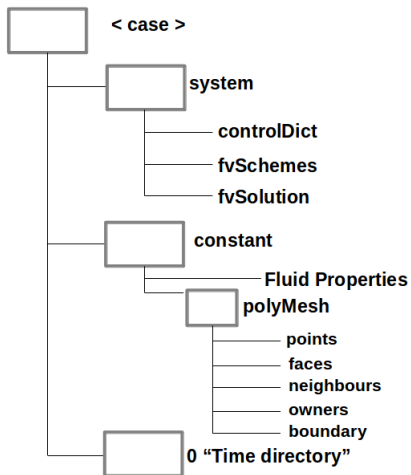 < case >
system
controlDict
fvSchemes
fvSolution
constant
Fluid Properties
polyMesh
points
faces
neighbours
owners
boundary
0 “Time directory”